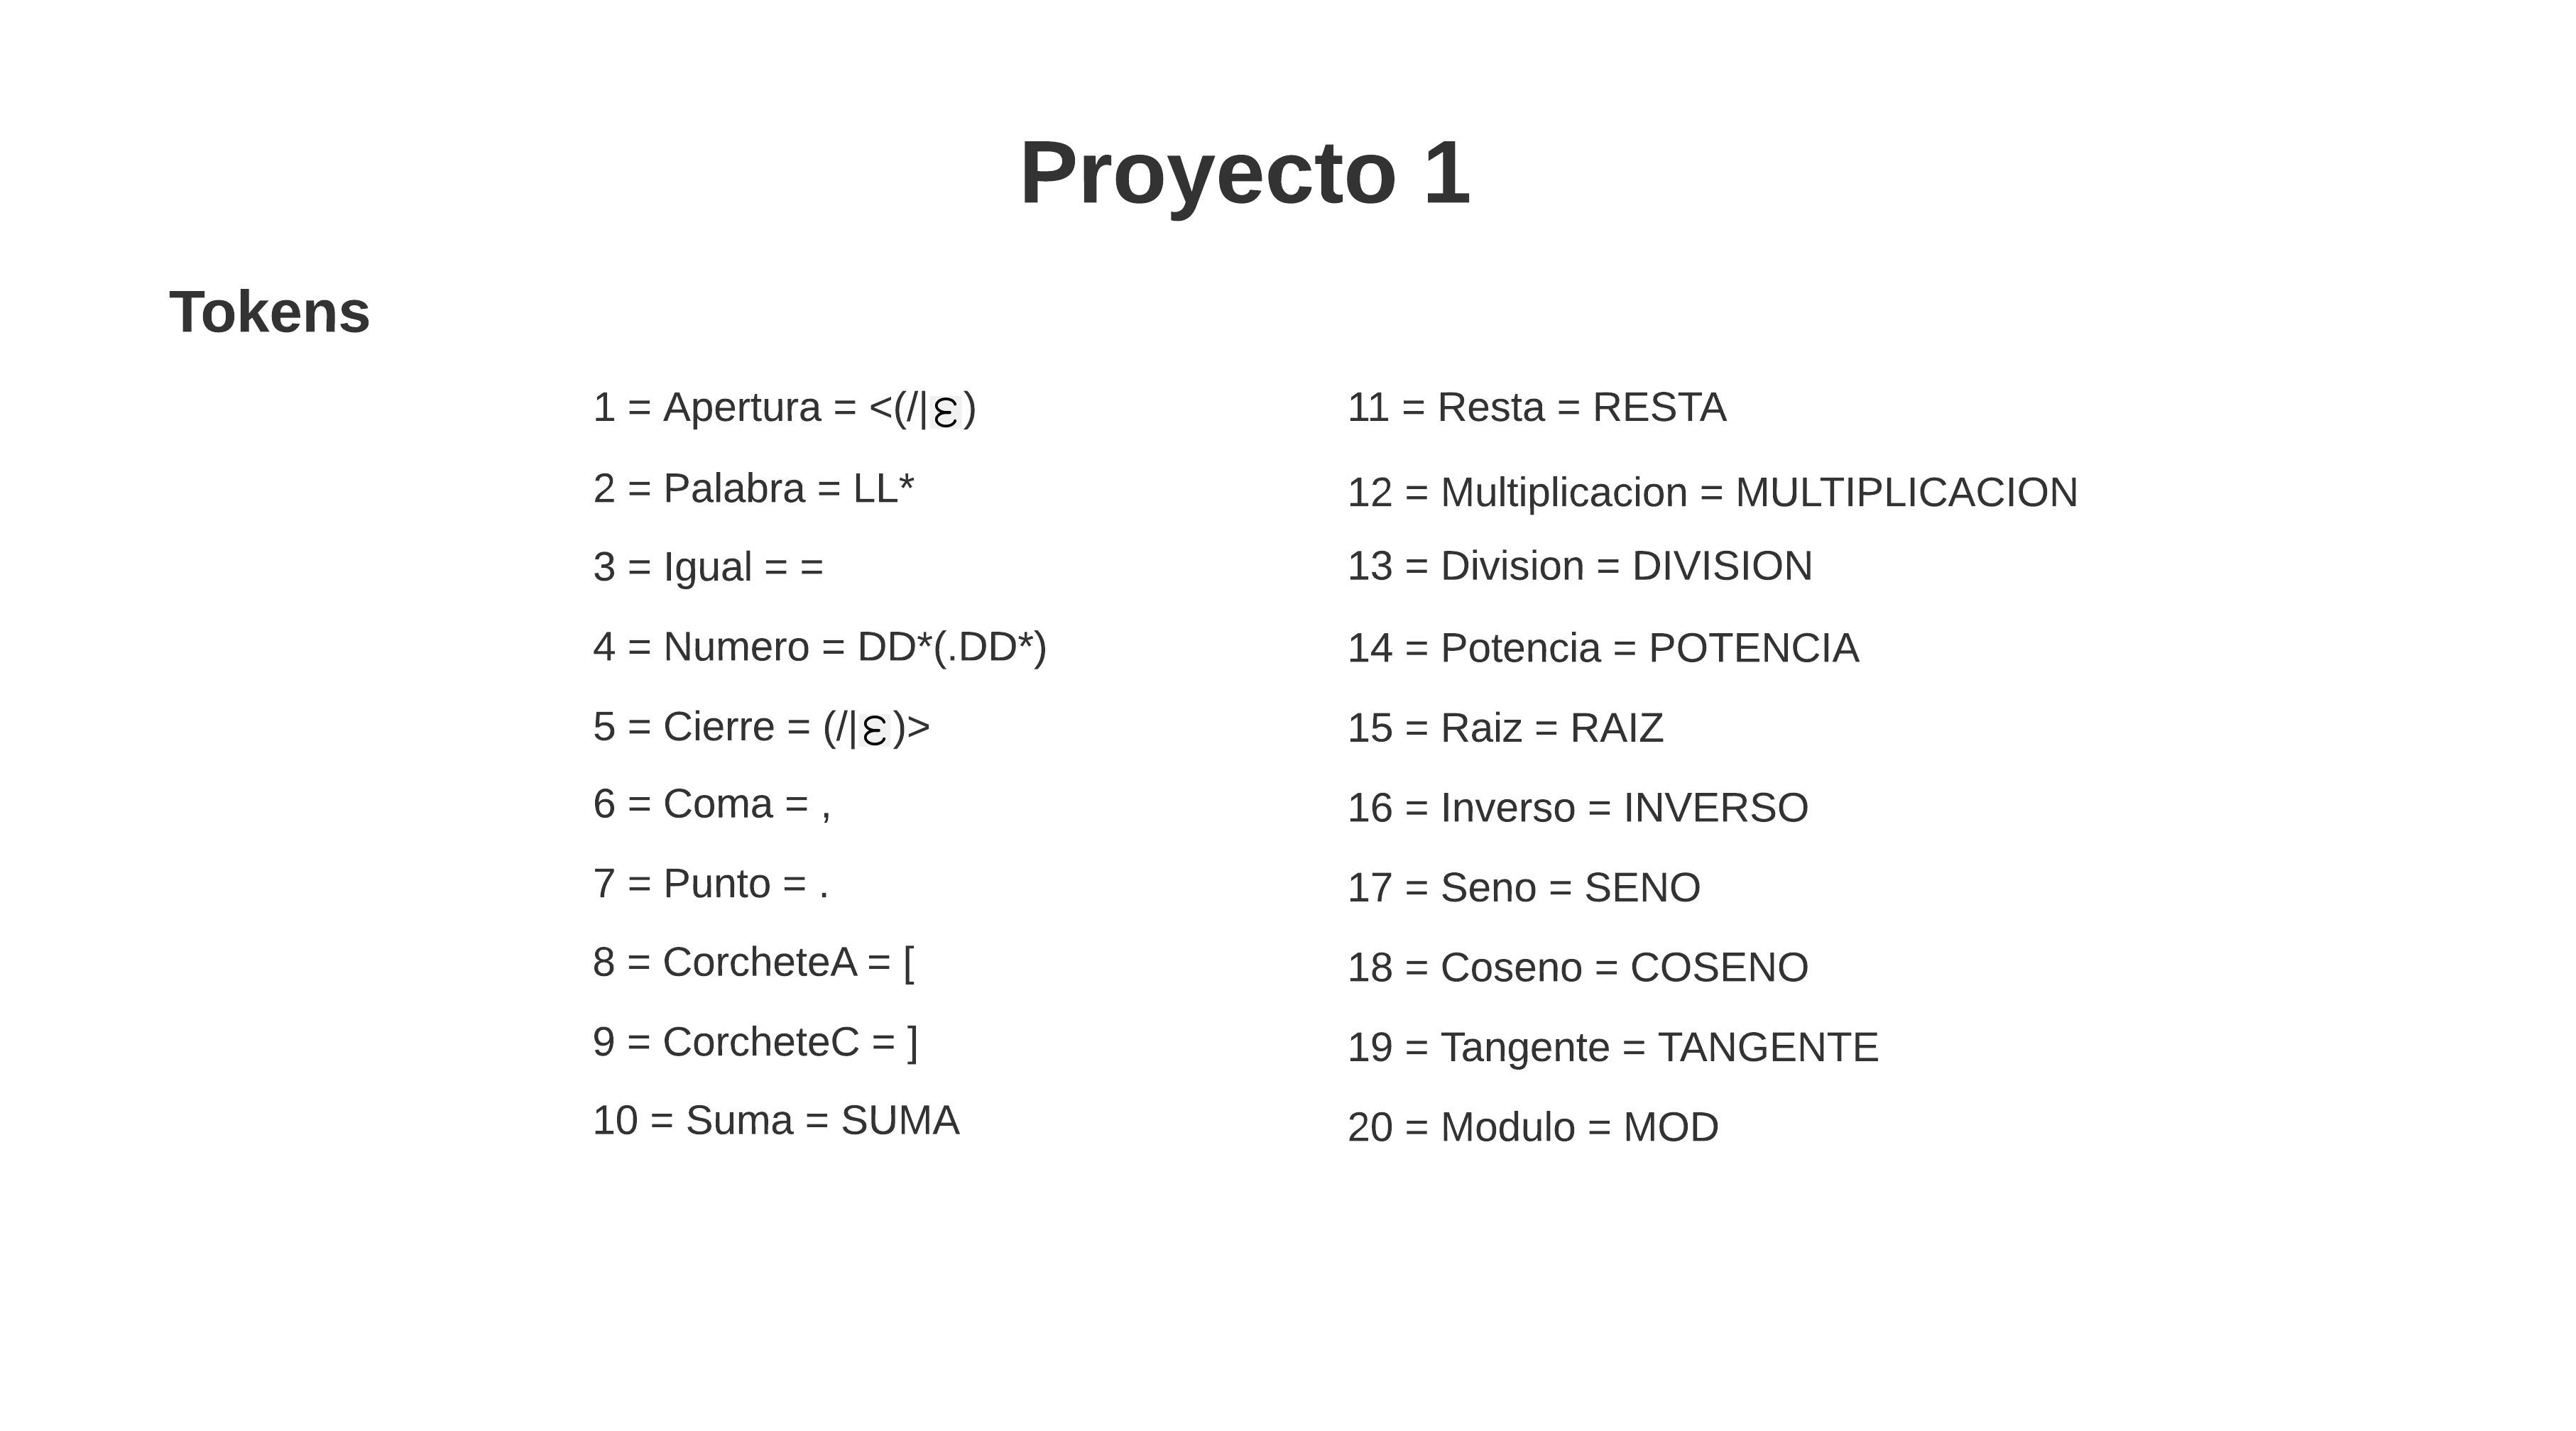 Proyecto 1
Tokens
1 = Apertura = <(/|ε)
2 = Palabra = LL*
3 = Igual = =
4 = Numero = DD*(.DD*)
5 = Cierre = (/|ε)>
6 = Coma = ,
7 = Punto = .
8 = CorcheteA = [
9 = CorcheteC = ]
10 = Suma = SUMA
11 = Resta = RESTA
12 = Multiplicacion = MULTIPLICACION
13 = Division = DIVISION
14 = Potencia = POTENCIA
15 = Raiz = RAIZ
16 = Inverso = INVERSO
17 = Seno = SENO
18 = Coseno = COSENO
19 = Tangente = TANGENTE
20 = Modulo = MOD